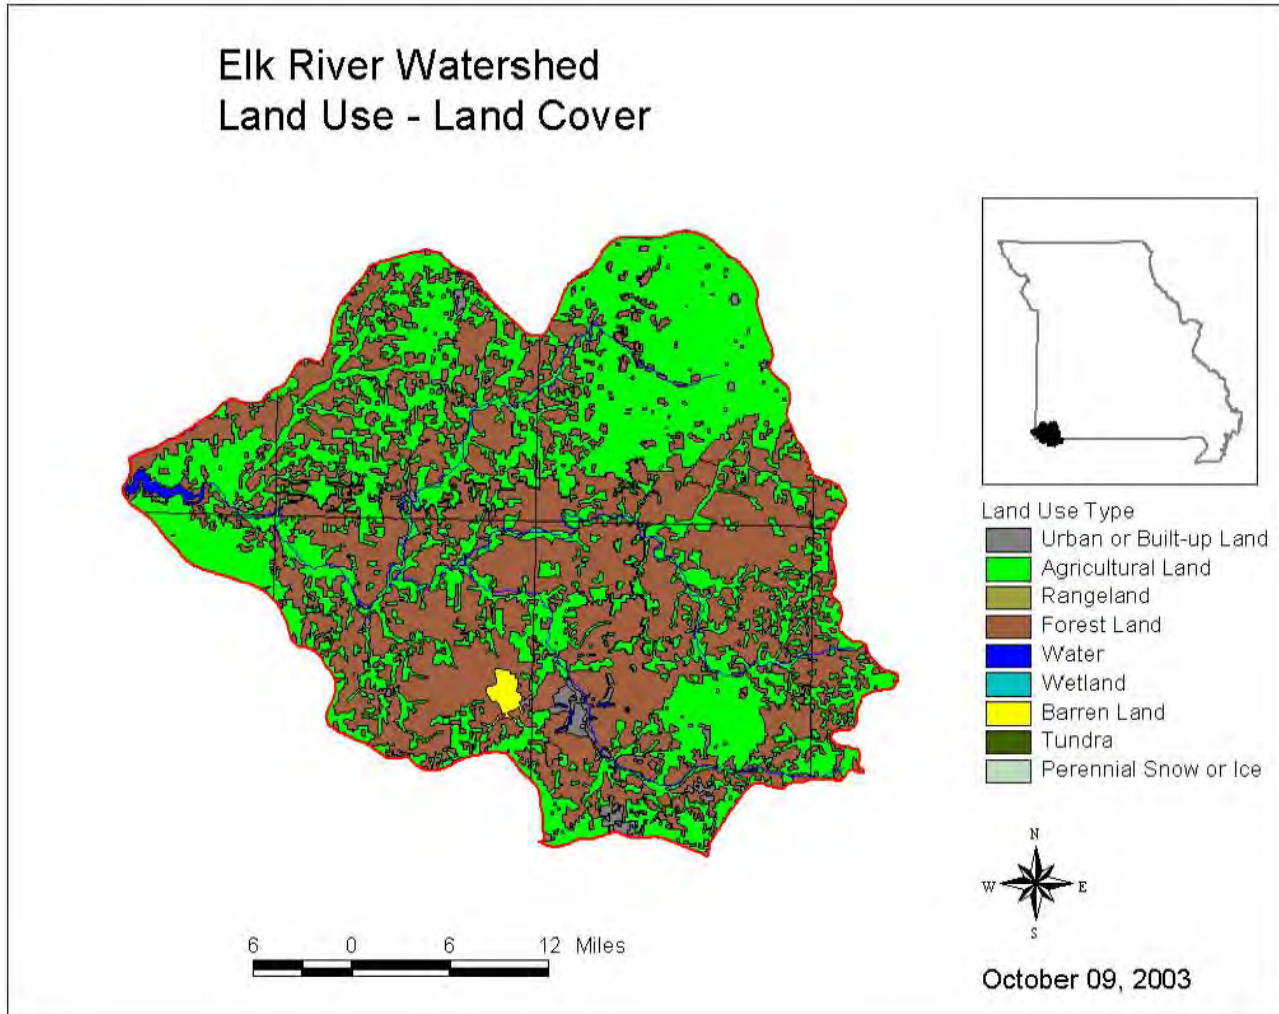 Elk River Watershed
Land Use - Land Cover
Land Use Type
Urban or Built-up Land
Agricultural Land
Rangeland
Forest Land
Water
Wetland
Barren Land
Tundra
Perennial Snow or Ice
N
W E
S
6 0 6 12 Miles
October 09, 2003